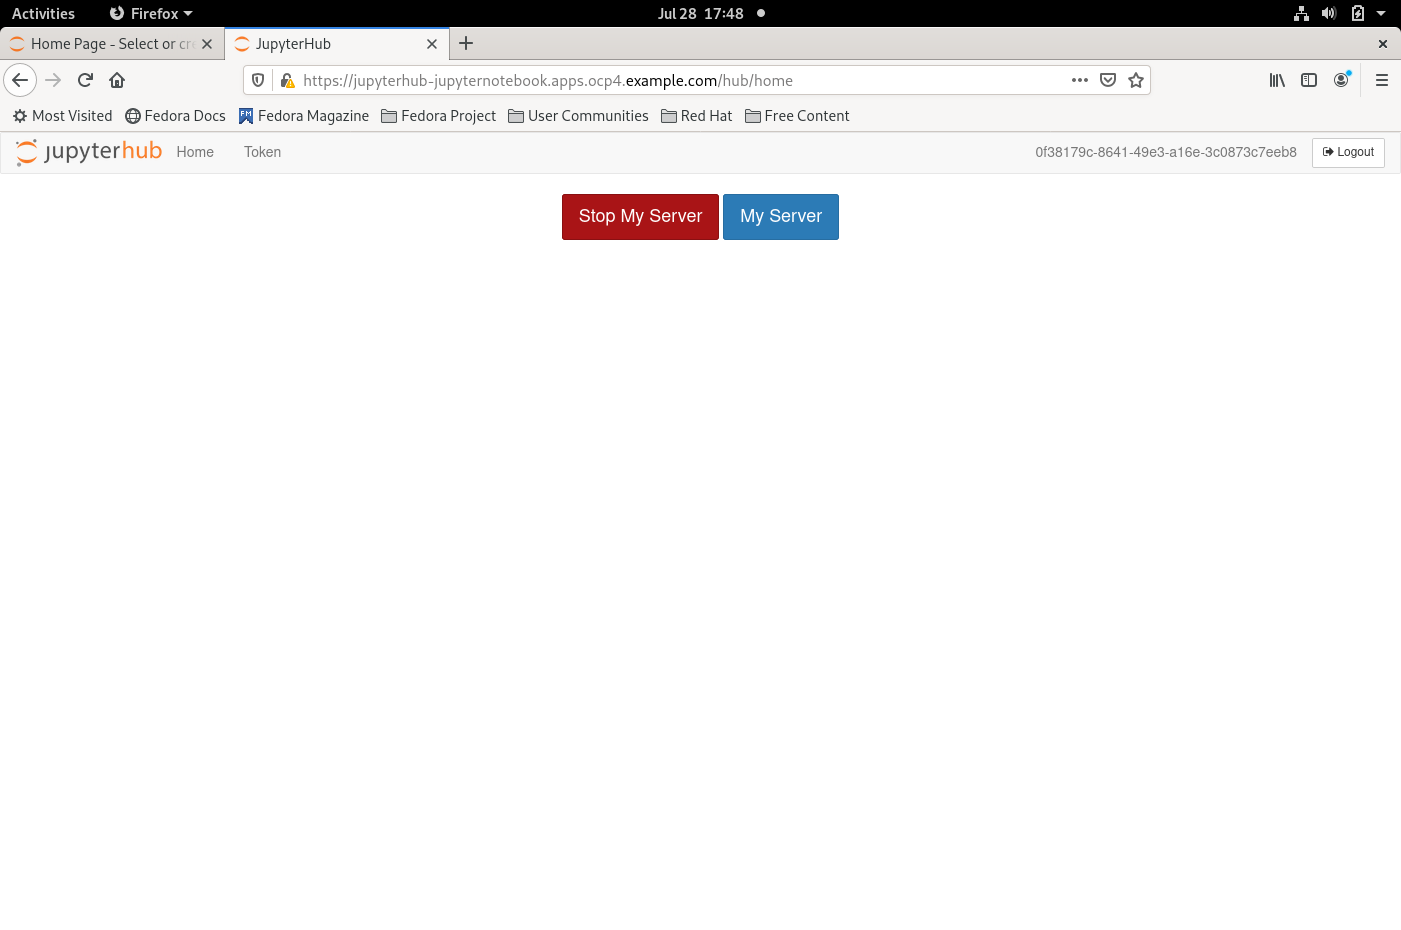 Activities Firefox Jul 28 17:48
Home Page - Select or cre JupyterHub
https://jupyterhub-jupyternotebook.apps.ocp4.example.com/hub/home
Most Visited Fedora Docs Fedora Magazine Fedora Project User Communities Red Hat Free Content
jupyterhub Home Token 0f38179c-8641-49e3-a16e-3c0873c7eeb8 Logout
Stop My Server My Server